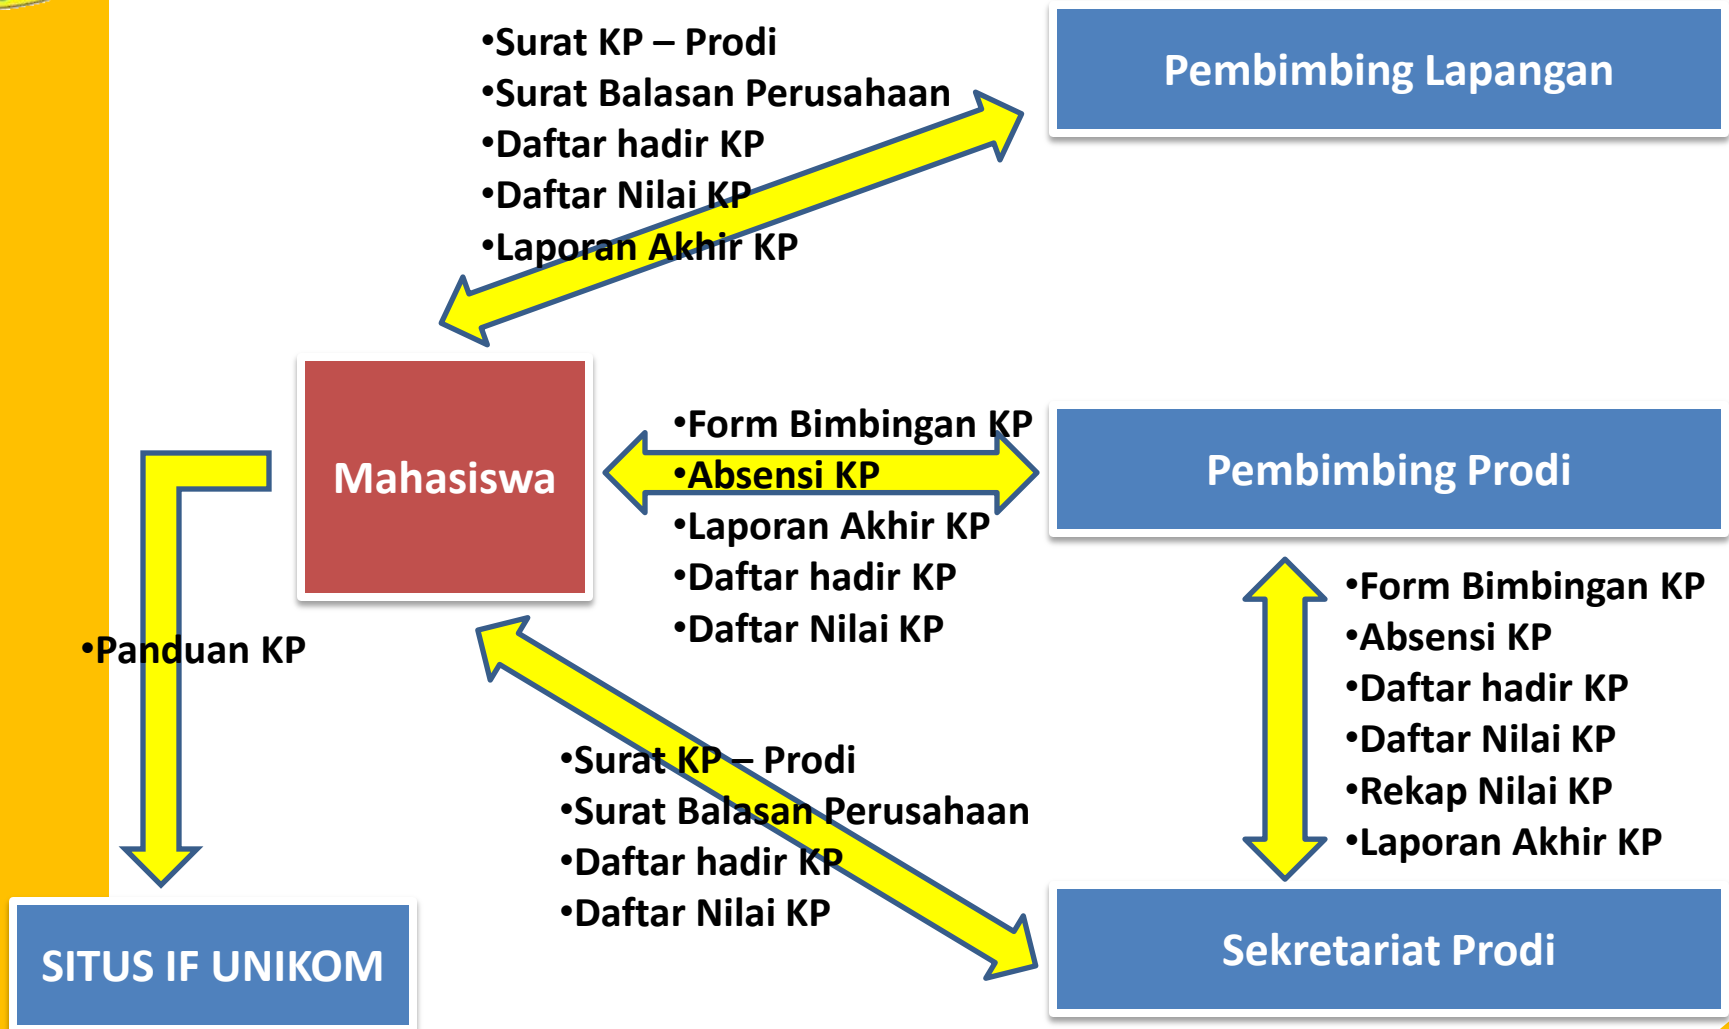 •Surat KP – Prodi
•Surat Balasan Perusahaan
•Daftar hadir KP
•Daftar Nilai KP
•Laporan Akhir KP
Pembimbing Lapangan
Mahasiswa
•Form Bimbingan KP
•Absensi KP
•Laporan Akhir KP
•Daftar hadir KP
•Daftar Nilai KP
Pembimbing Prodi
•Form Bimbingan KP
•Absensi KP
•Daftar hadir KP
•Daftar Nilai KP
•Rekap Nilai KP
•Laporan Akhir KP
•Panduan KP
•Surat KP – Prodi
•Surat Balasan Perusahaan
•Daftar hadir KP
•Daftar Nilai KP
SITUS IF UNIKOM
Sekretariat Prodi